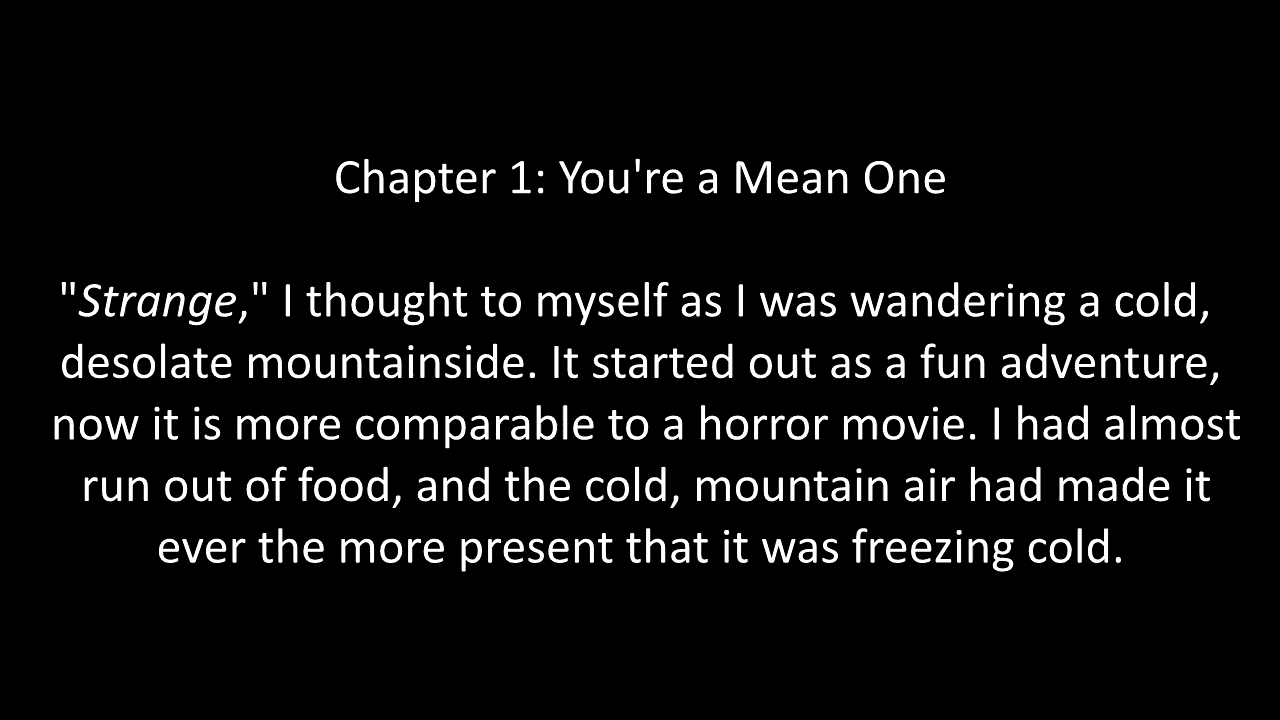 Chapter 1: You're a Mean One
"Strange," I thought to myself as I was wandering a cold,
desolate mountainside. It started out as a fun adventure,
now it is more comparable to a horror movie. I had almost
run out of food, and the cold, mountain air had made it
ever the more present that it was freezing cold.